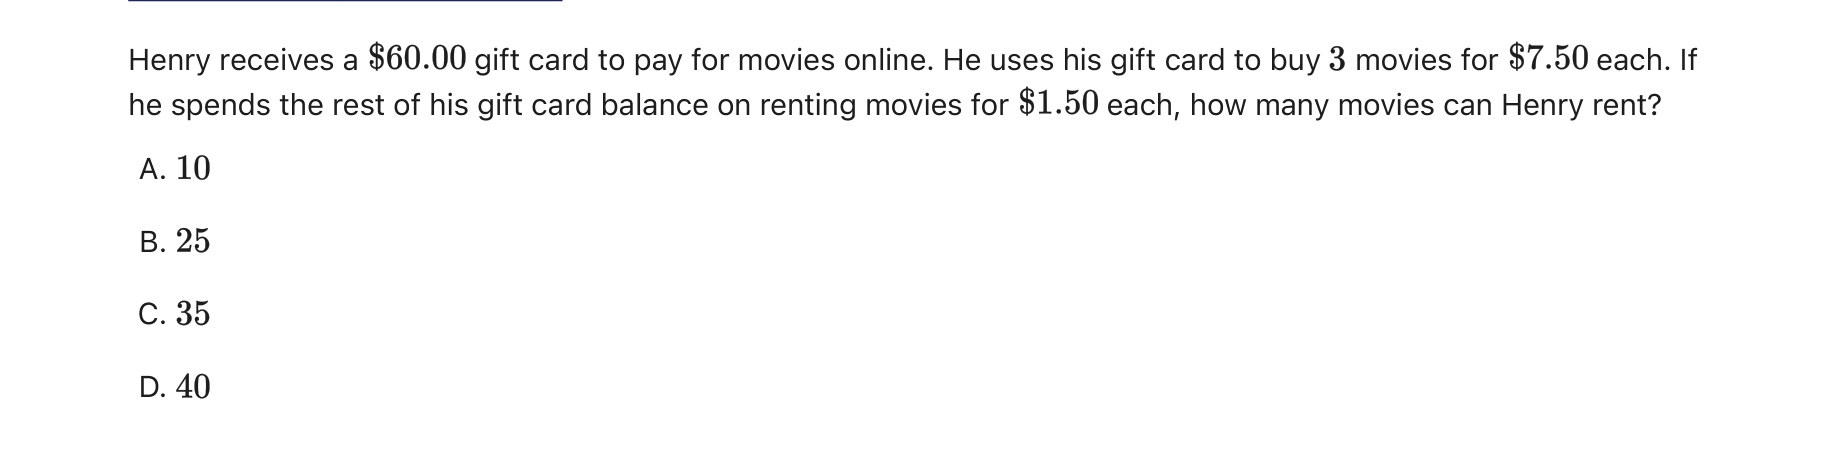 Henry receives a $60.00 gift card to pay for movies online. He uses his gift card to buy 3 movies for $7.50 each. If
he spends the rest of his gift card balance on renting movies for $1.50 each, how many movies can Henry rent?
A. 10
B. 25
C. 35
D. 40